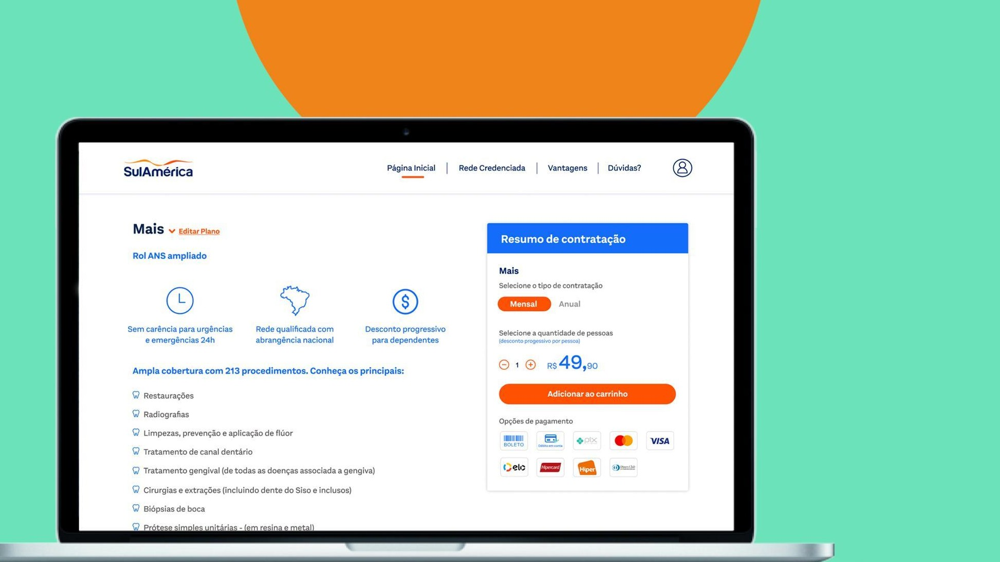 SulAmérica
Página Inicial
Rede Credenciada
Vantagens
Dúvidas?
Mais
Editar Plano
Rol ANS ampliado
Sem carência para urgências
e emergências 24h
Rede qualificada com
abrangência nacional
Desconto progressivo
para dependentes
Ampla cobertura com 213 procedimentos. Conheça os principais:
Restaurações
Radiografias
Limpezas, prevenção e aplicação de flúor
Tratamento de canal dentário
Tratamento gengival (de todas as doenças associada a gengiva)
Cirurgias e extrações (incluindo dente do Siso e inclusos)
Biópsias de boca
Prótese simples unitárias - (em resina e metal)
Resumo de contratação
Mais
Selecione o tipo de contratação
Mensal Anual
Selecione a quantidade de pessoas
(desconto progessivo por pessoa)
1 R$ 49,90
Adicionar ao carrinho
Opções de pagamento
BOLETO
Débito em conta
pix
VISA
elo
Hipercard
Hiper
Diners Club